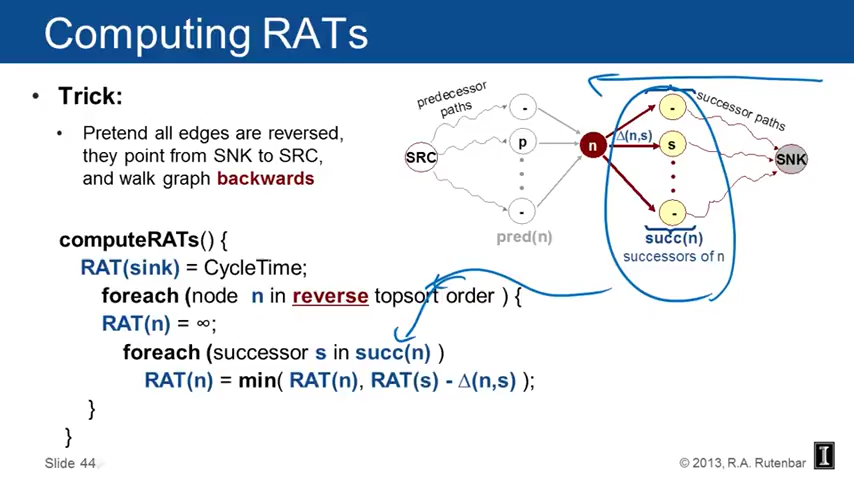 Computing RATs
• Trick:
• Pretend all edges are reversed,
they point from SNK to SRC,
and walk graph backwards
predecessor
paths
successor paths
-
-
p
Δ(n,s)
s
n
SRC
SNK
-
-
pred(n)
succ(n)
successors of n
computeRATs() {
RAT(sink) = CycleTime;
foreach (node n in reverse topsort order ) {
RAT(n) = ∞;
foreach (successor s in succ(n) )
RAT(n) = min( RAT(n), RAT(s) - Δ(n,s) );
}
}
Slide 44
© 2013, R.A. Rutenbar
I